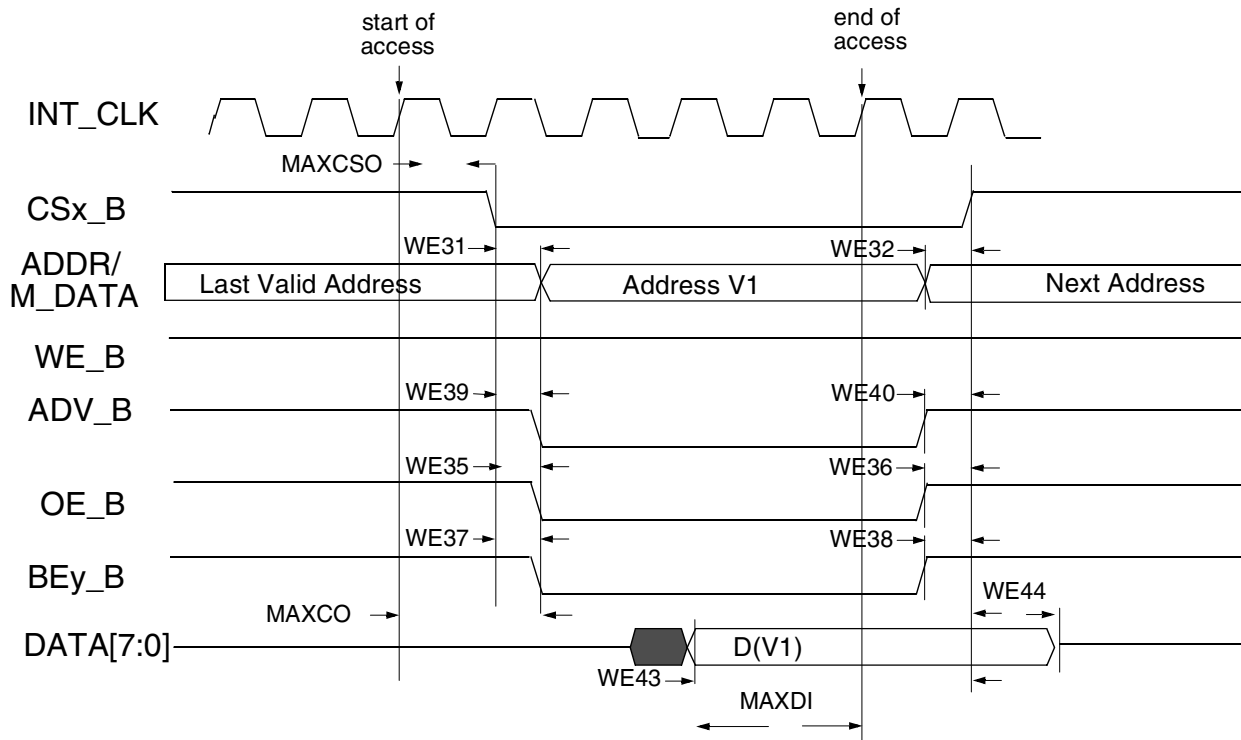 start of
access
end of
access
INT_CLK
MAXCSO
CSx_B
WE31
WE32
ADDR/
M_DATA
Last Valid Address
Address V1
Next Address
WE_B
WE39
WE40
ADV_B
WE35
WE36
OE_B
WE37
WE38
BEy_B
WE44
MAXCO
DATA[7:0]
D(V1)
WE43
MAXDI